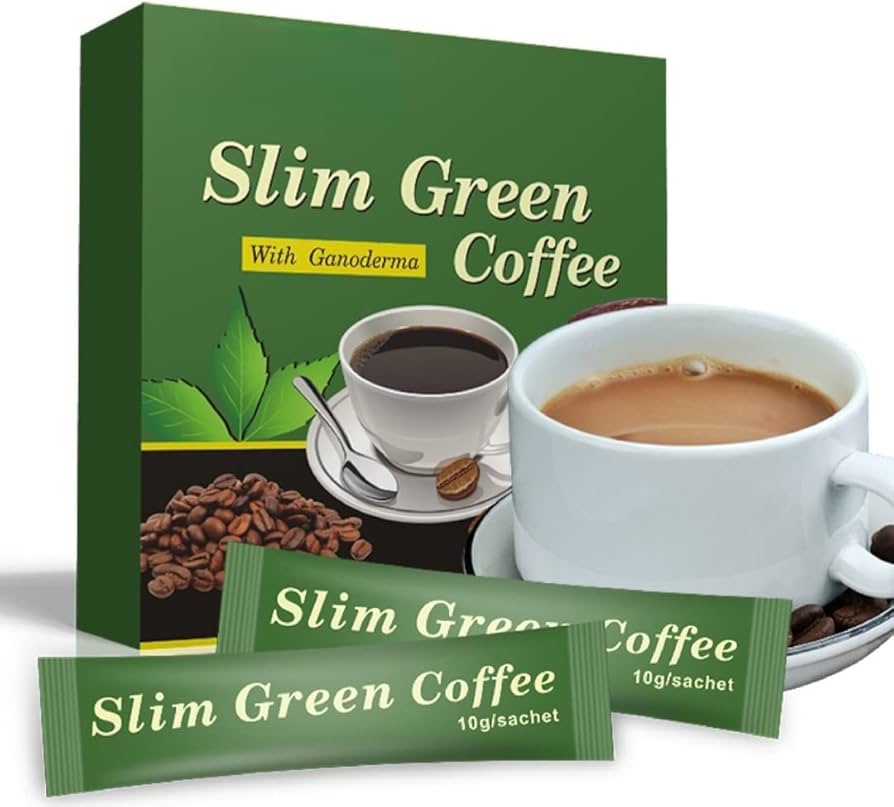 Slim Green
With Ganoderma
Coffee
Slim Green Coffee
10g/sachet
Slim Green Coffee
10g/sachet